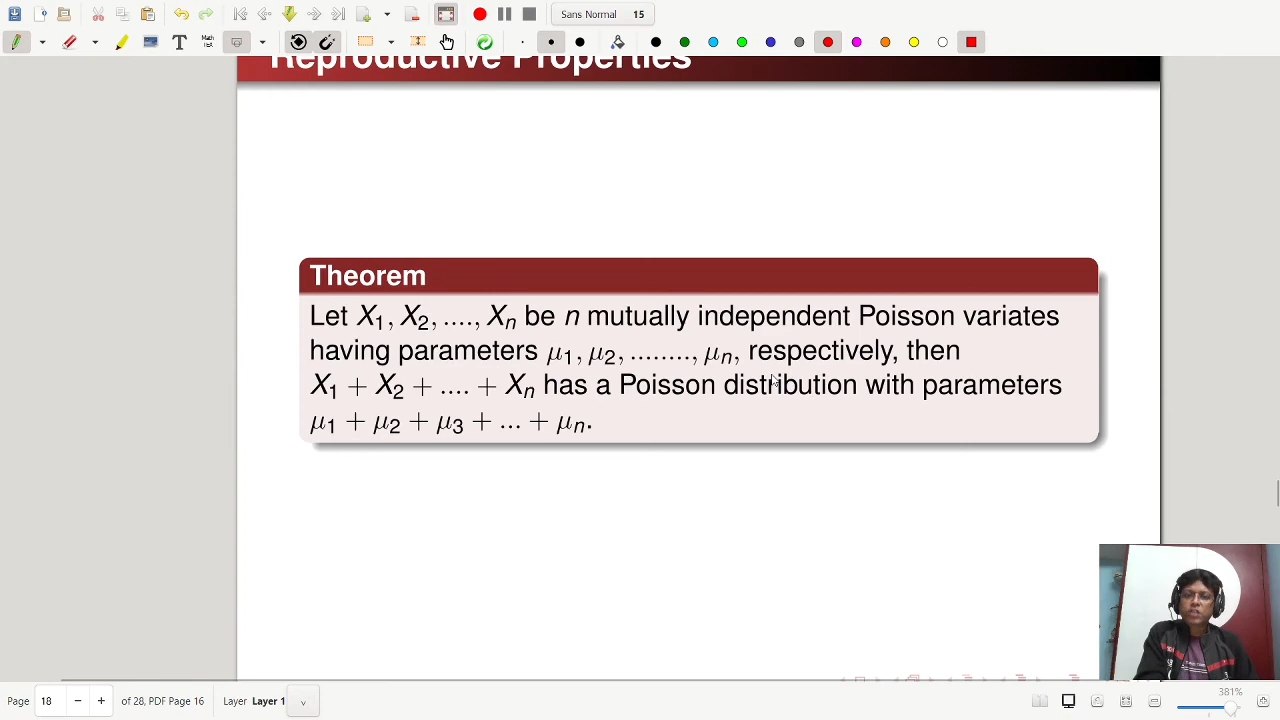 Sans Normal 15
Reproductive Properties
Theorem
Let X₁, X₂, ...., Xₙ be n mutually independent Poisson variates
having parameters μ₁, μ₂, ........, μₙ, respectively, then
X₁ + X₂ + .... + Xₙ has a Poisson distribution with parameters
μ₁ + μ₂ + μ₃ + ... + μₙ.
381%
Page 18 of 28, PDF Page 16 Layer Layer 1